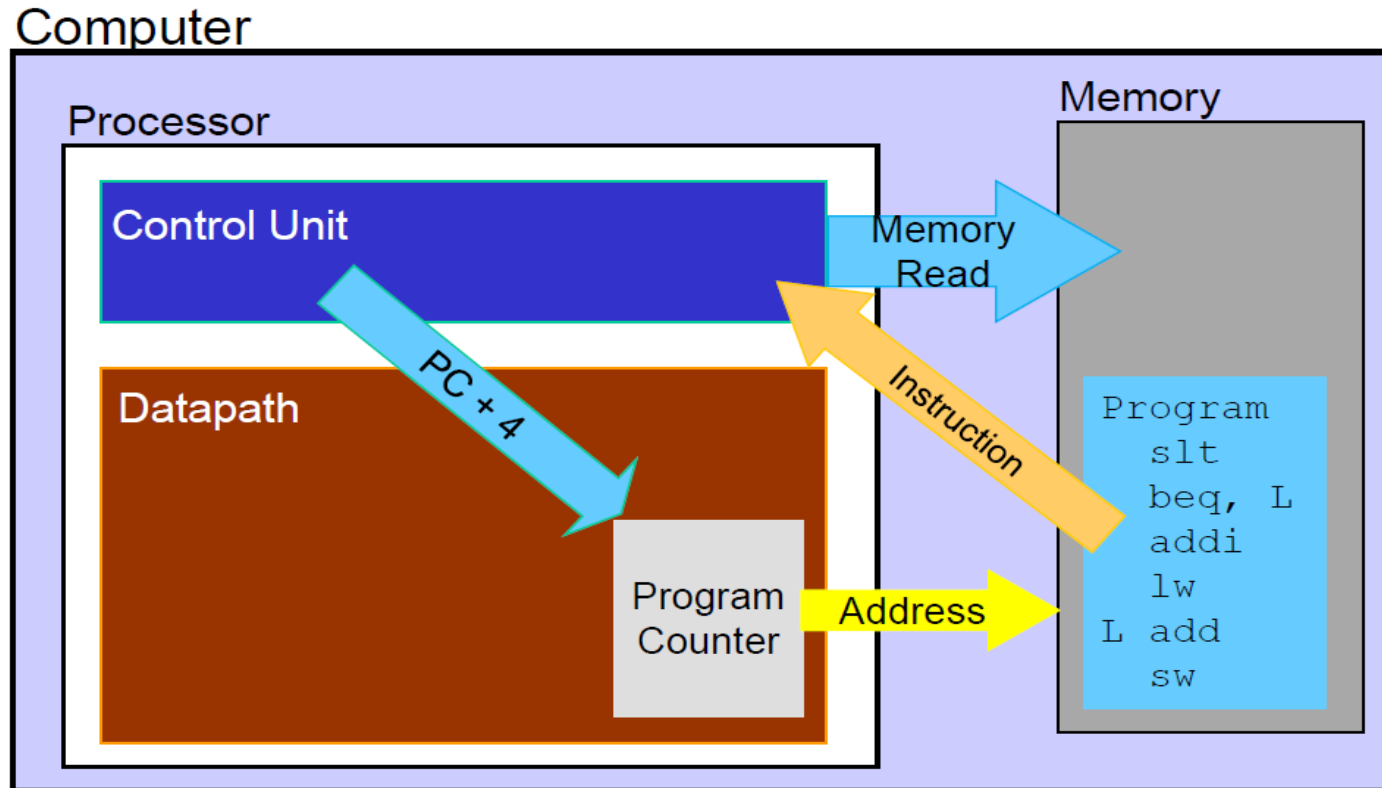 Computer
Processor
Memory
Control Unit
Memory
Read
PC + 4
Instruction
Datapath
Program
Counter
Address
Program
slt
beq, L
addi
lw
L add
sw